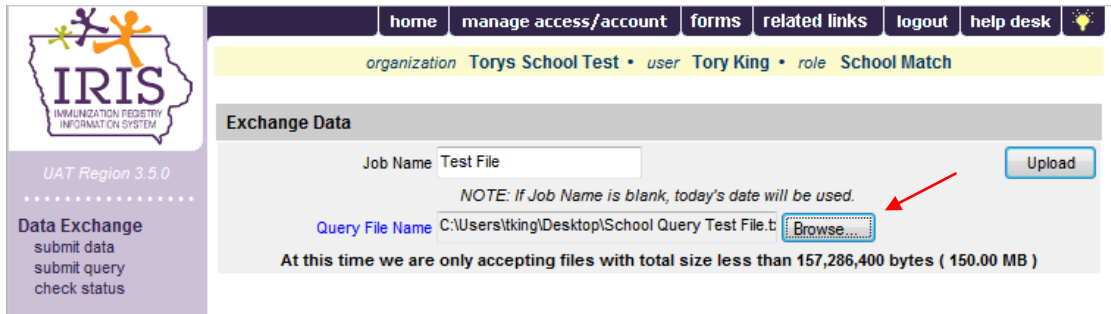 home manage access/account forms related links logout help desk
organization Torys School Test • user Tory King • role School Match
IRIS
IMMUNIZATION REGISTRY
INFORMATION SYSTEM
UAT Region 3.5.0
Data Exchange
submit data
submit query
check status
Exchange Data
Job Name Test File Upload
NOTE: If Job Name is blank, today's date will be used.
Query File Name C:\Users\tking\Desktop\School Query Test File.t Browse...
At this time we are only accepting files with total size less than 157,286,400 bytes ( 150.00 MB )